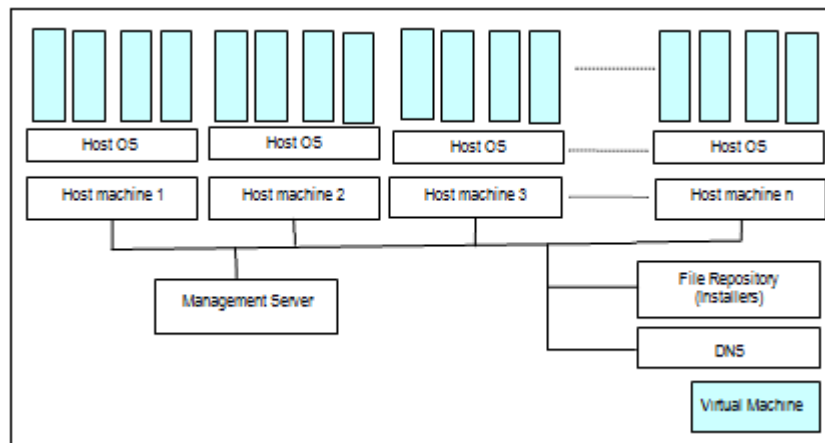 Host OS
Host OS
Host OS
Host OS
Host machine 1
Host machine 2
Host machine 3
Host machine n
Management Server
File Repository
(Installers)
DNS
Virtual Machine